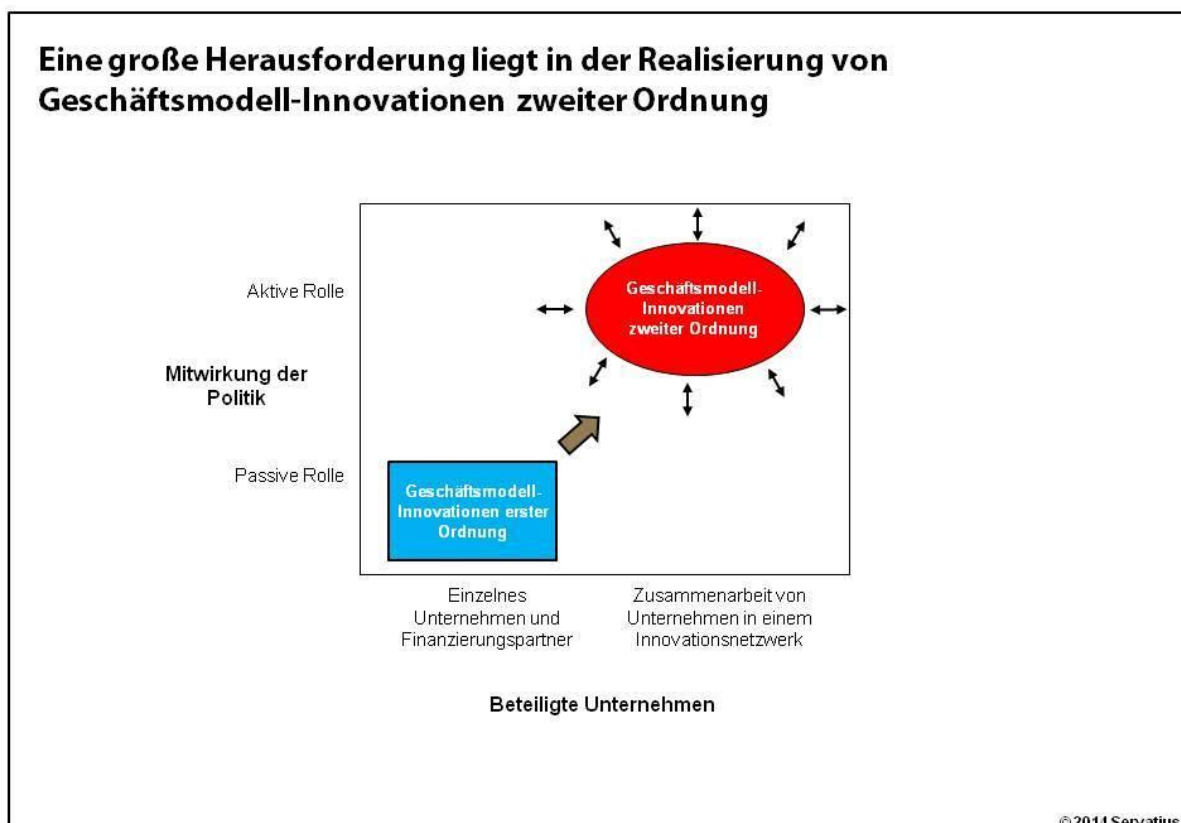 Eine große Herausforderung liegt in der Realisierung von
Geschäftsmodell-Innovationen zweiter Ordnung
Aktive Rolle
Geschäftsmodell-
Innovationen
zweiter Ordnung
Mitwirkung der
Politik
Passive Rolle
Geschäftsmodell-
Innovationen erster
Ordnung
Einzelnes
Unternehmen und
Finanzierungspartner
Zusammenarbeit von
Unternehmen in einem
Innovationsnetzwerk
Beteiligte Unternehmen
© 2014 Servatius